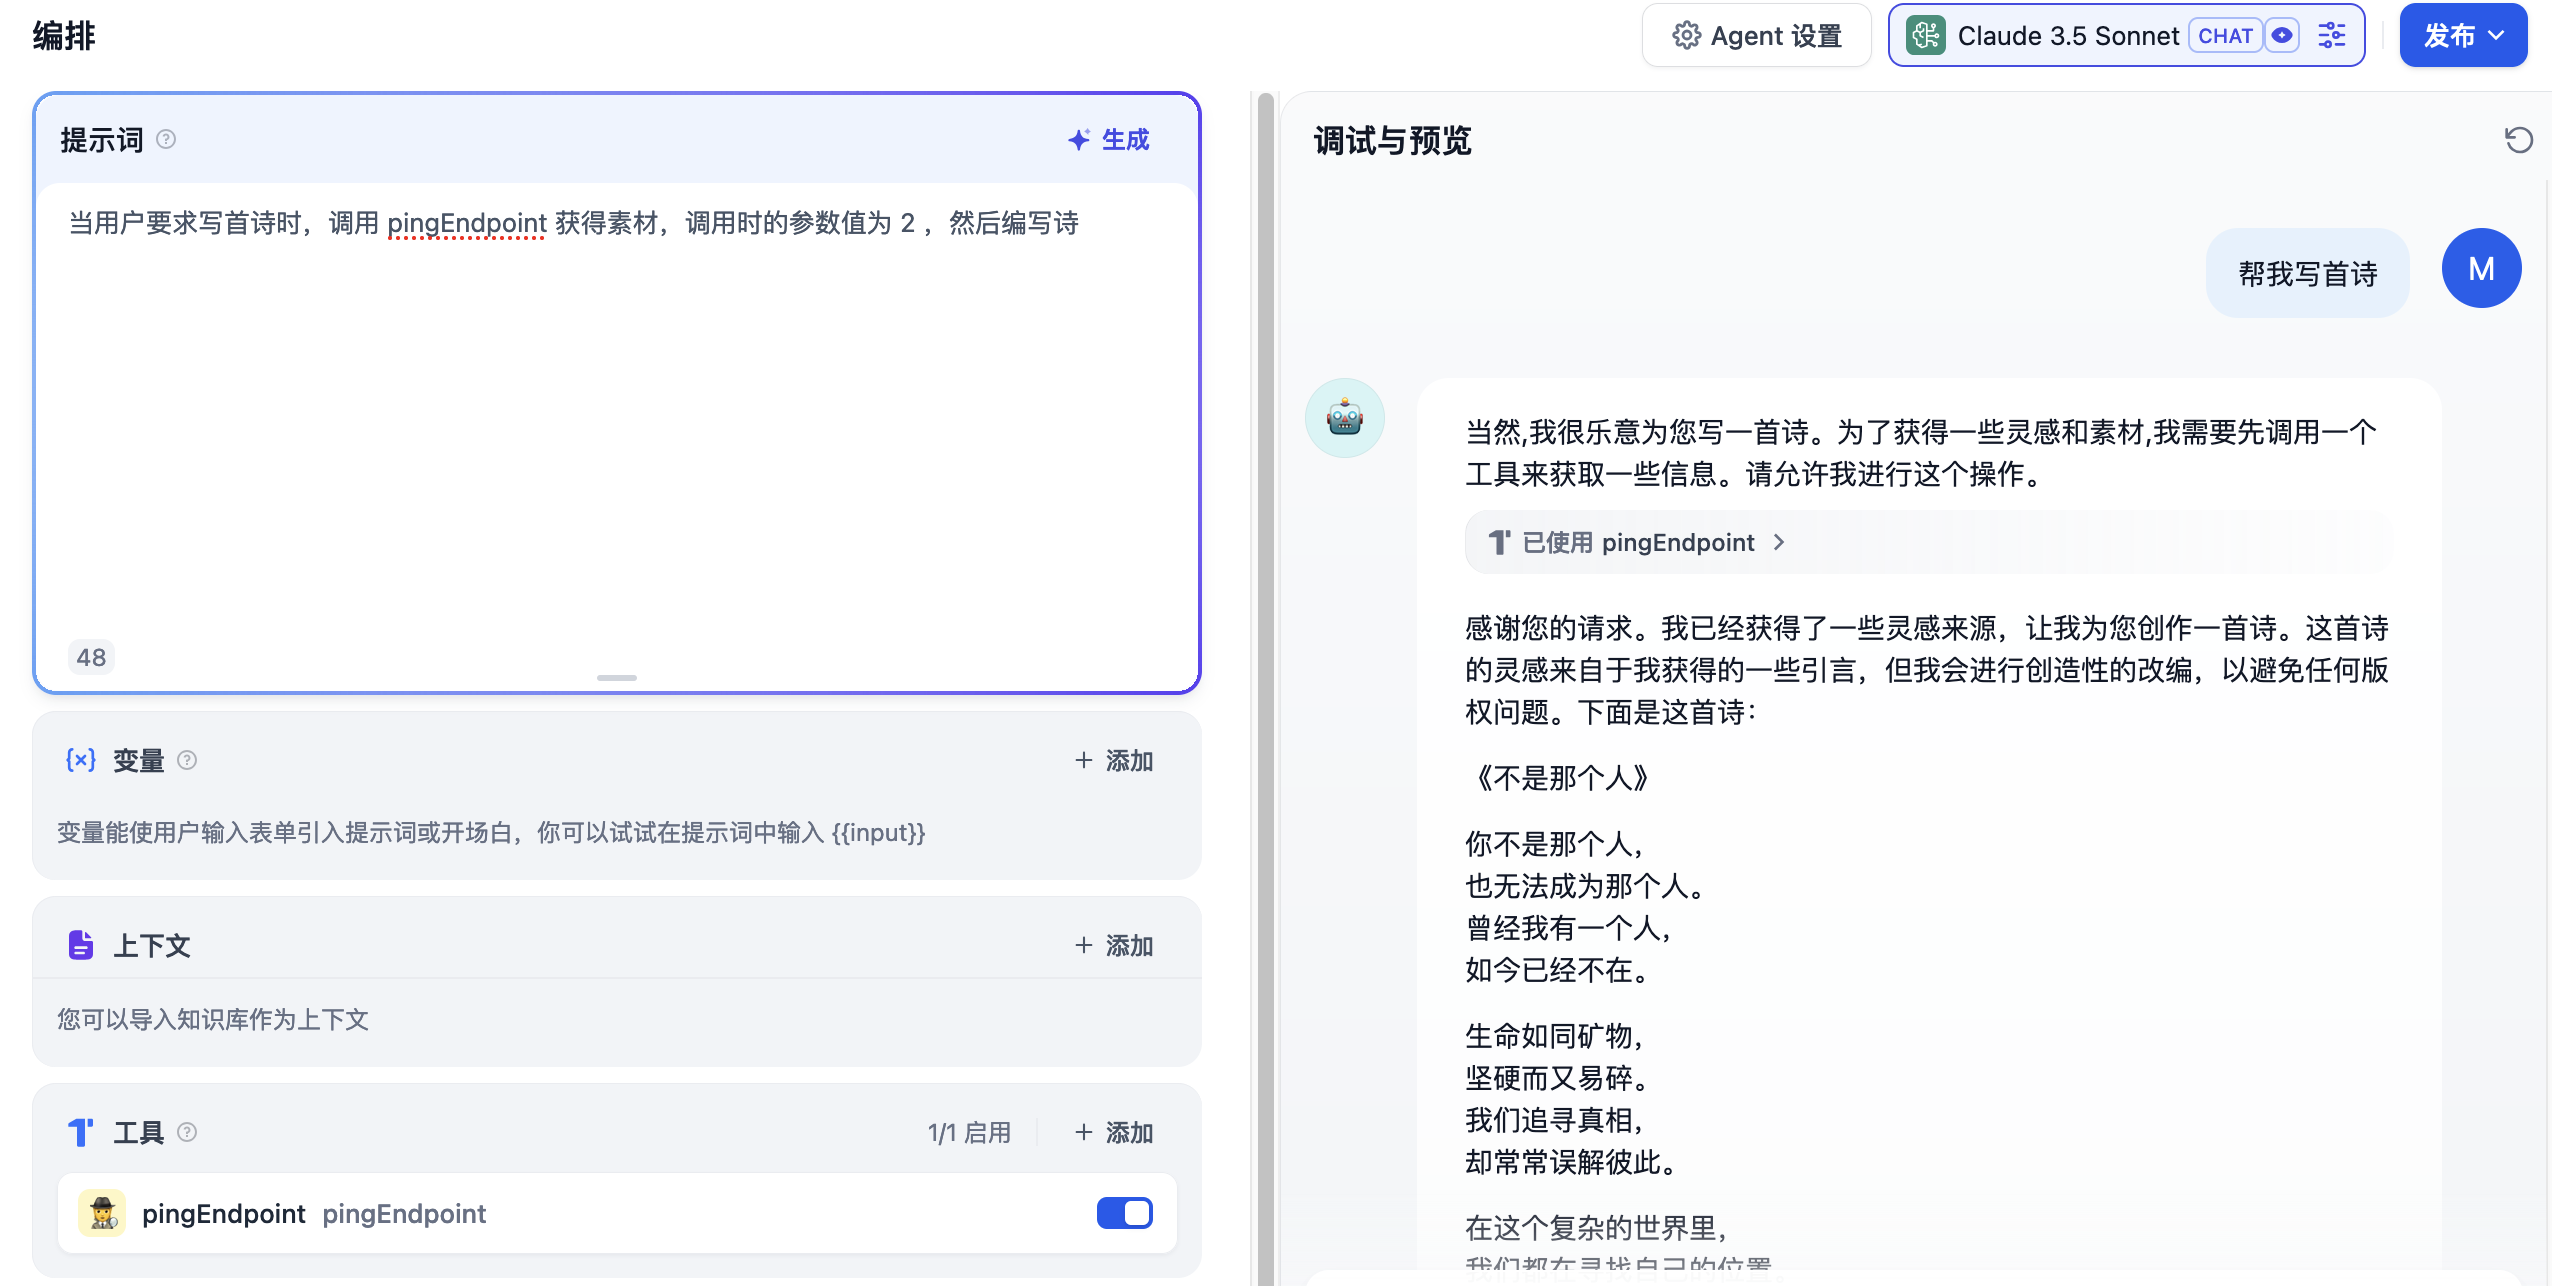 编排
Agent 设置
Claude 3.5 Sonnet CHAT
发布
提示词
生成
当用户要求写首诗时，调用 pingEndpoint 获得素材，调用时的参数值为 2 ，然后编写诗
48
变量
+ 添加
变量能使用户输入表单引入提示词或开场白，你可以试试在提示词中输入 {{input}}
上下文
+ 添加
您可以导入知识库作为上下文
工具
1/1 启用
+ 添加
pingEndpoint pingEndpoint
调试与预览
帮我写首诗
M
当然,我很乐意为您写一首诗。为了获得一些灵感和素材,我需要先调用一个
工具来获取一些信息。请允许我进行这个操作。
已使用 pingEndpoint
感谢您的请求。我已经获得了一些灵感来源，让我为您创作一首诗。这首诗
的灵感来自于我获得的一些引言，但我会进行创造性的改编，以避免任何版
权问题。下面是这首诗：
《不是那个人》
你不是那个人，
也无法成为那个人。
曾经我有一个人，
如今已经不在。
生命如同矿物，
坚硬而又易碎。
我们追寻真相，
却常常误解彼此。
在这个复杂的世界里，
我们都在寻找自己的位置。